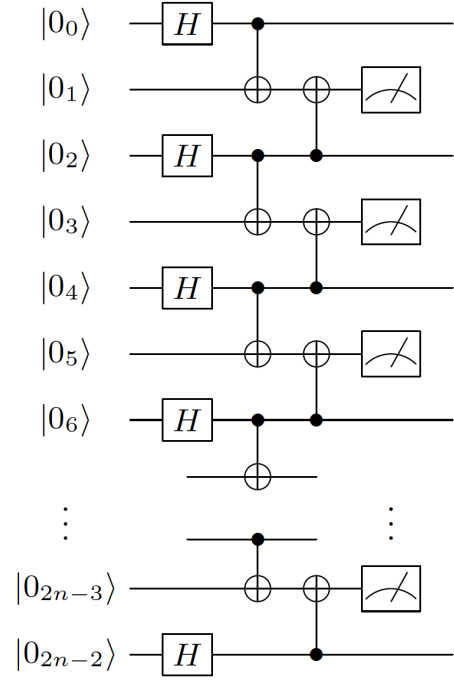 |0₀⟩ H
|0₁⟩
|0₂⟩ H
|0₃⟩
|0₄⟩ H
|0₅⟩
|0₆⟩ H
⋮ ⋮
|0₂ₙ₋₃⟩
|0₂ₙ₋₂⟩ H